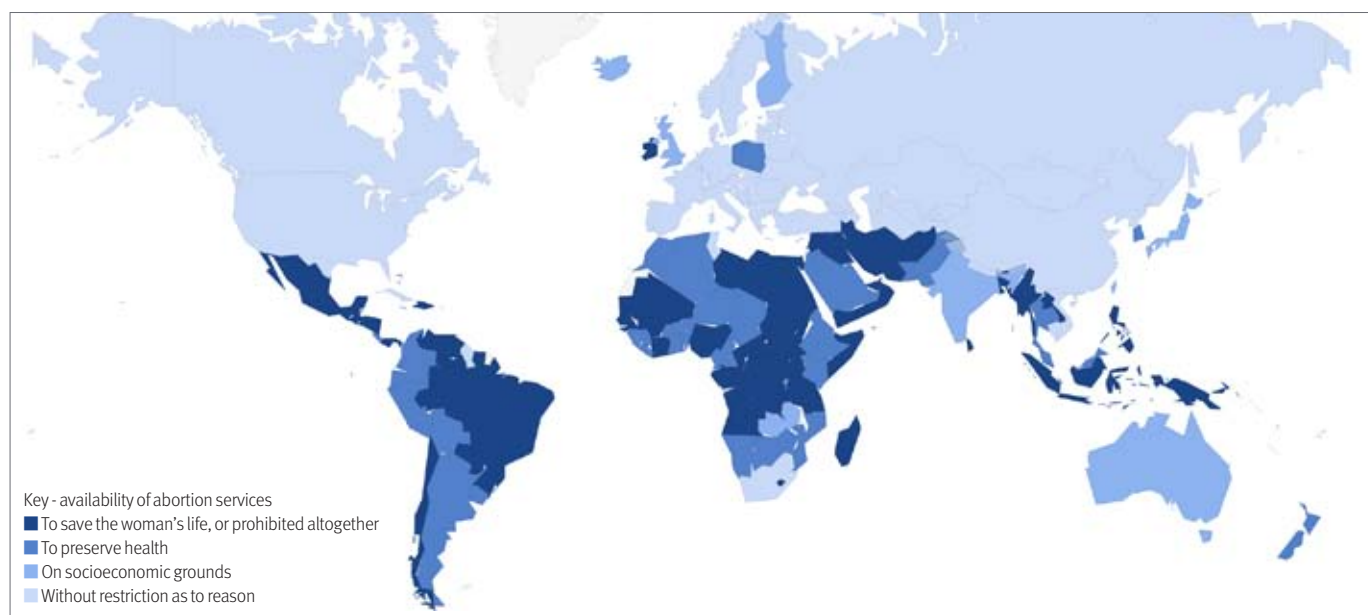 Key - availability of abortion services
To save the woman's life, or prohibited altogether
To preserve health
On socioeconomic grounds
Without restriction as to reason